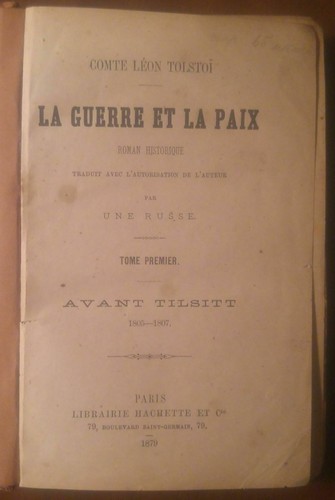 COMTE LÉON TOLSTOÏ
LA GUERRE ET LA PAIX
ROMAN HISTORIQUE
TRADUIT AVEC L'AUTORISATION DE L'AUTEUR
PAR
UNE RUSSE
TOME PREMIER.
AVANT TILSITT
1805—1807.
PARIS
LIBRAIRIE HACHETTE ET Cie
79, BOULEVARD SAINT-GERMAIN, 79,
1879